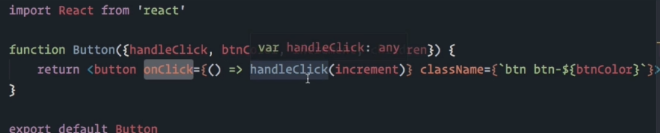 import React from 'react'
function Button({handleClick, btnC var handleClick: any ren}) {
return <button onClick={() => handleClick(increment)} className={`btn btn-${btnColor}`}>
}
export default Button